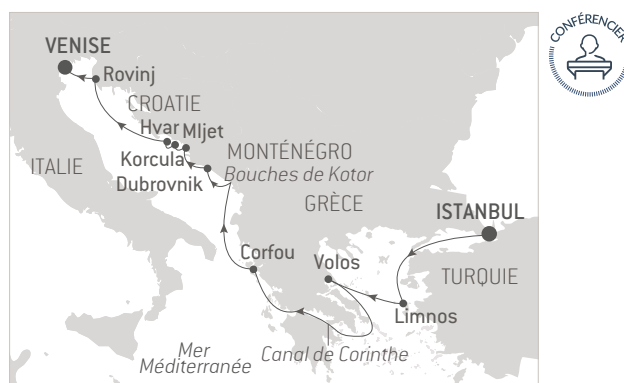 VENISE
Rovinj
CROATIE
Hvar
MIjet
Korcula
Dubrovnik
ITALIE
MONTÉNÉGRO
Bouches de Kotor
GRÈCE
ISTANBUL
Corfou
Volos
TURQUIE
Limnos
Mer
Méditerranée
Canal de Corinthe
CONFÉRENCIER